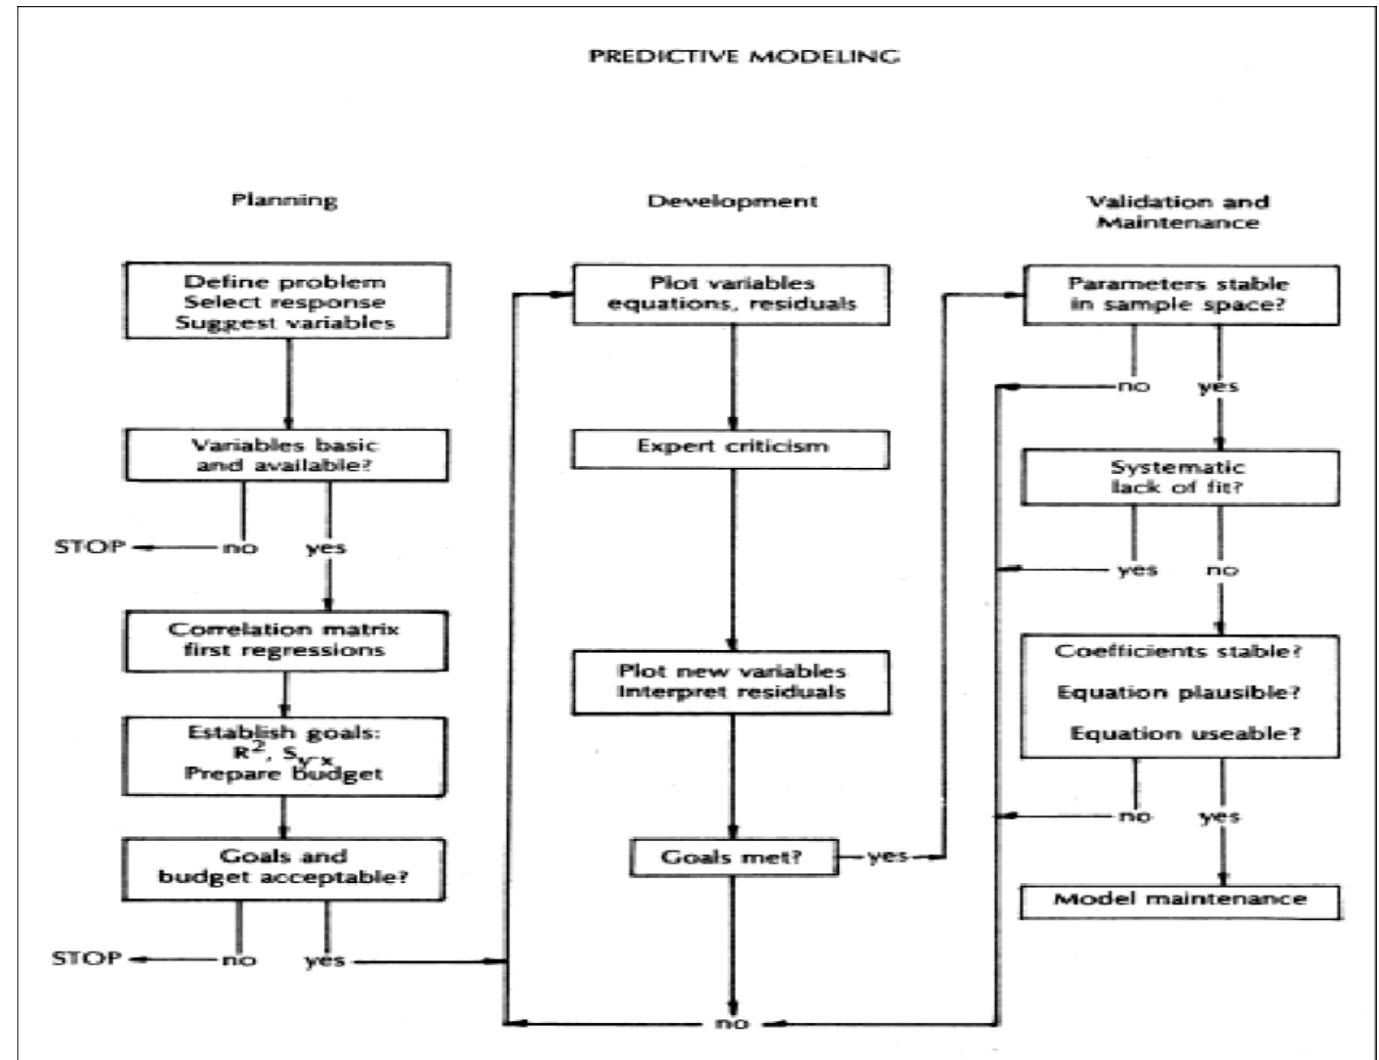 PREDICTIVE MODELING
Planning
Define problem
Select response
Suggest variables
Variables basic
and available?
STOP
no
yes
Correlation matrix
first regressions
Establish goals:
R², Sy·x
Prepare budget
Goals and
budget acceptable?
STOP
no
yes
Development
Plot variables
equations, residuals
Expert criticism
Plot new variables
Interpret residuals
Goals met?
yes
no
Validation and
Maintenance
Parameters stable
in sample space?
no
yes
Systematic
lack of fit?
yes
no
Coefficients stable?
Equation plausible?
Equation useable?
no
yes
Model maintenance